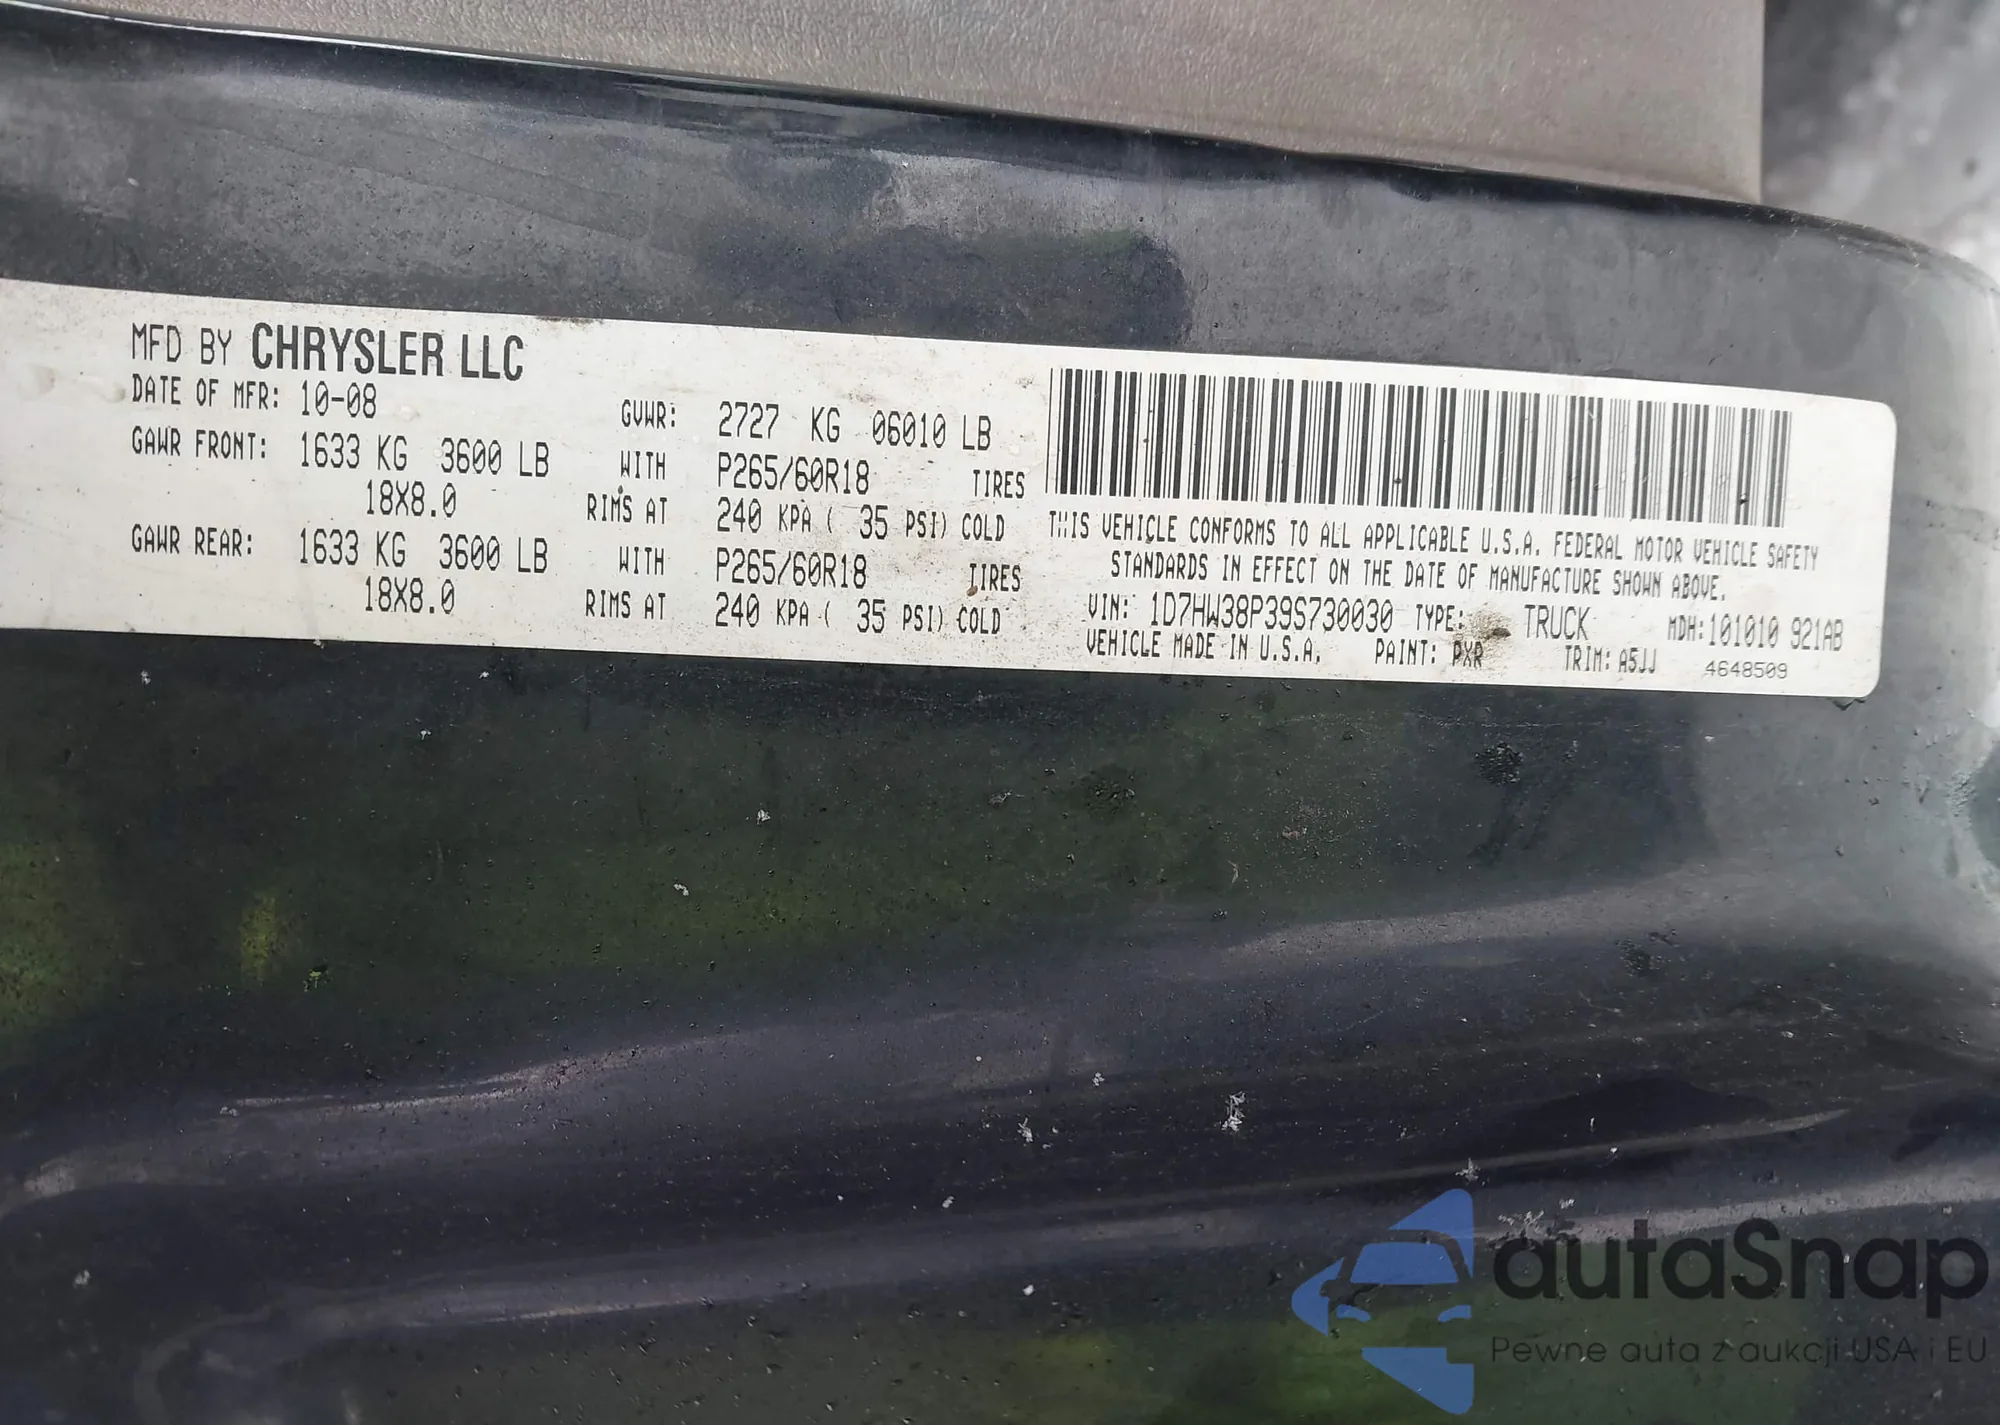 MFD BY CHRYSLER LLC
DATE OF MFR: 10-08 GVWR: 2727 KG 06010 LB
GAWR FRONT: 1633 KG 3600 LB WITH P265/60R18 TIRES
18X8.0 RIMS AT 240 KPA ( 35 PSI) COLD
GAWR REAR: 1633 KG 3600 LB WITH P265/60R18 TIRES
18X8.0 RIMS AT 240 KPA ( 35 PSI) COLD
THIS VEHICLE CONFORMS TO ALL APPLICABLE U.S.A. FEDERAL MOTOR VEHICLE SAFETY
STANDARDS IN EFFECT ON THE DATE OF MANUFACTURE SHOWN ABOVE.
VIN: 1D7HW38P39S730030 TYPE: TRUCK MDH:101010 921AB
VEHICLE MADE IN U.S.A. PAINT: PXR TRIM: A5JJ 4648509
autaSnap
Pewne auta z aukcji USA i EU